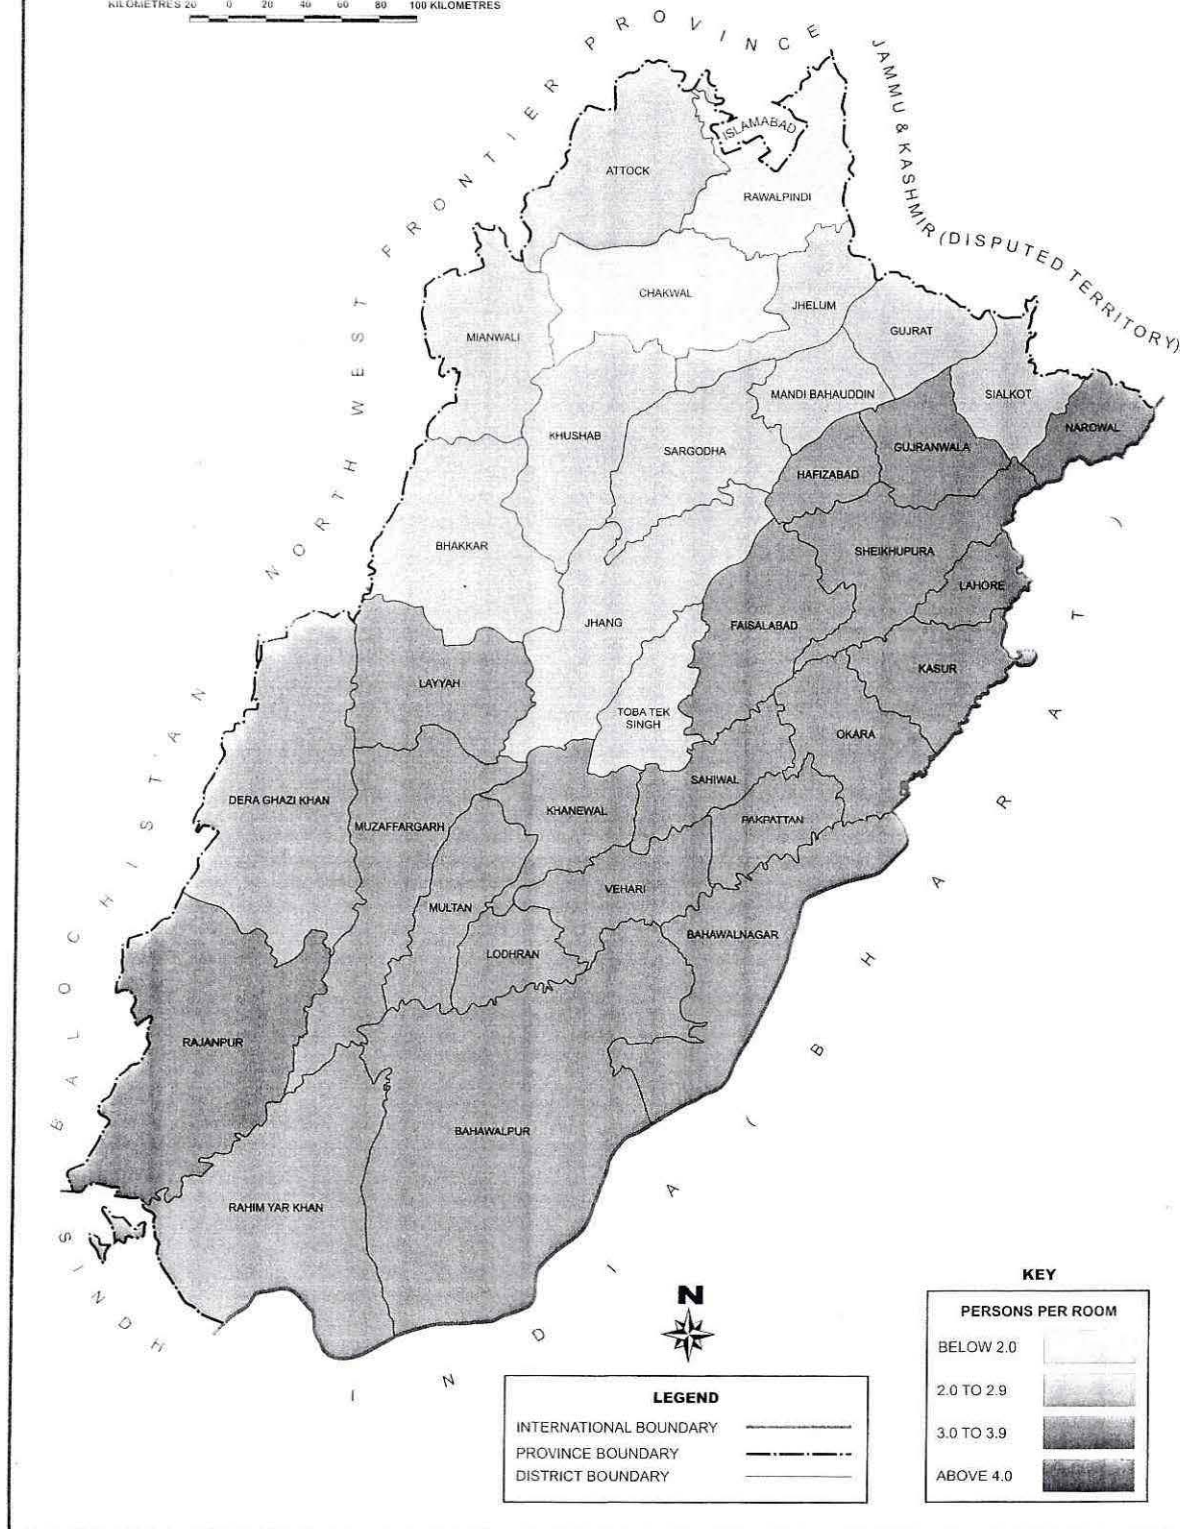 KILOMETRES 20 0 20 40 60 80 100 KILOMETRES
NORTH WEST FRONTIER PROVINCE
JAMMU & KASHMIR (DISPUTED TERRITORY)
ISLAMABAD
ATTOCK
RAWALPINDI
CHAKWAL
JHELUM
MIANWALI
GUJRAT
MANDI BAHAUDDIN
SIALKOT
NAROWAL
KHUSHAB
SARGODHA
GUJRANWALA
HAFIZABAD
BHAKKAR
SHEIKHUPURA
LAHORE
JHANG
FAISALABAD
KASUR
LAYYAH
TOBA TEK
SINGH
OKARA
SAHIWAL
DERA GHAZI KHAN
MUZAFFARGARH
KHANEWAL
PAKPATTAN
VEHARI
MULTAN
BAHAWALNAGAR
LODHRAN
RAJANPUR
BAHAWALPUR
RAHIM YAR KHAN
BALOCHISTAN
SINDH
INDIA (BHARAT)
N
KEY
PERSONS PER ROOM
BELOW 2.0
2.0 TO 2.9
3.0 TO 3.9
ABOVE 4.0
LEGEND
INTERNATIONAL BOUNDARY
PROVINCE BOUNDARY
DISTRICT BOUNDARY